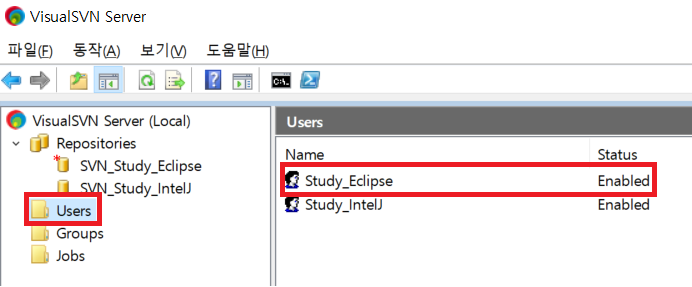 VisualSVN Server
파일(F) 동작(A) 보기(V) 도움말(H)
VisualSVN Server (Local)
Repositories
SVN_Study_Eclipse
SVN_Study_IntelJ
Users
Groups
Jobs
Users
Name Status
Study_Eclipse Enabled
Study_IntelJ Enabled